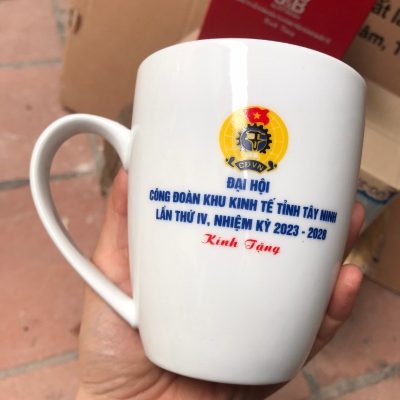 CĐVN
ĐẠI HỘI
CÔNG ĐOÀN KHU KINH TẾ TỈNH TÂY NINH
LẦN THỨ IV, NHIỆM KỲ 2023 - 2028
Kính Tặng